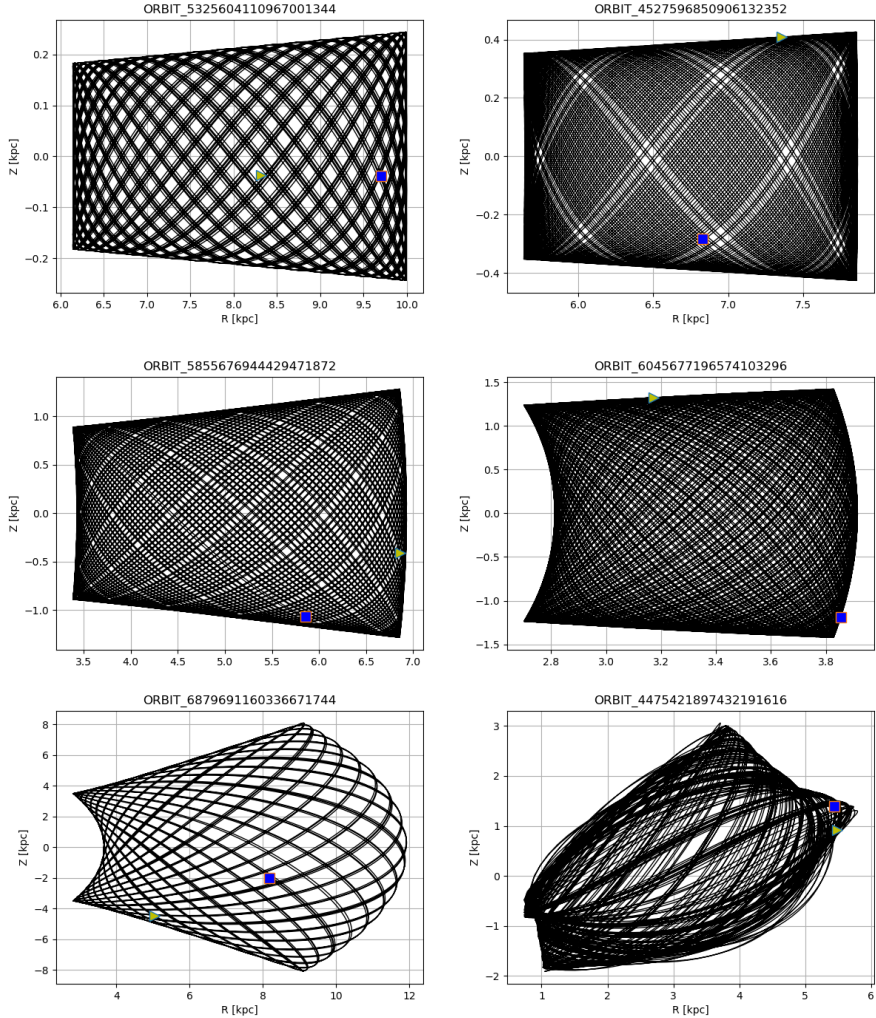 ORBIT_5325604110967001344
Z [kpc]
0.2
0.1
0.0
−0.1
−0.2
6.0 6.5 7.0 7.5 8.0 8.5 9.0 9.5 10.0
R [kpc]
ORBIT_4527596850906132352
Z [kpc]
0.4
0.2
0.0
−0.2
−0.4
6.0 6.5 7.0 7.5
R [kpc]
ORBIT_5855676944429471872
Z [kpc]
1.0
0.5
0.0
−0.5
−1.0
3.5 4.0 4.5 5.0 5.5 6.0 6.5 7.0
R [kpc]
ORBIT_6045677196574103296
Z [kpc]
1.5
1.0
0.5
0.0
−0.5
−1.0
−1.5
2.8 3.0 3.2 3.4 3.6 3.8
R [kpc]
ORBIT_6879691160336671744
Z [kpc]
8
6
4
2
0
−2
−4
−6
−8
4 6 8 10 12
R [kpc]
ORBIT_4475421897432191616
Z [kpc]
3
2
1
0
−1
−2
1 2 3 4 5 6
R [kpc]